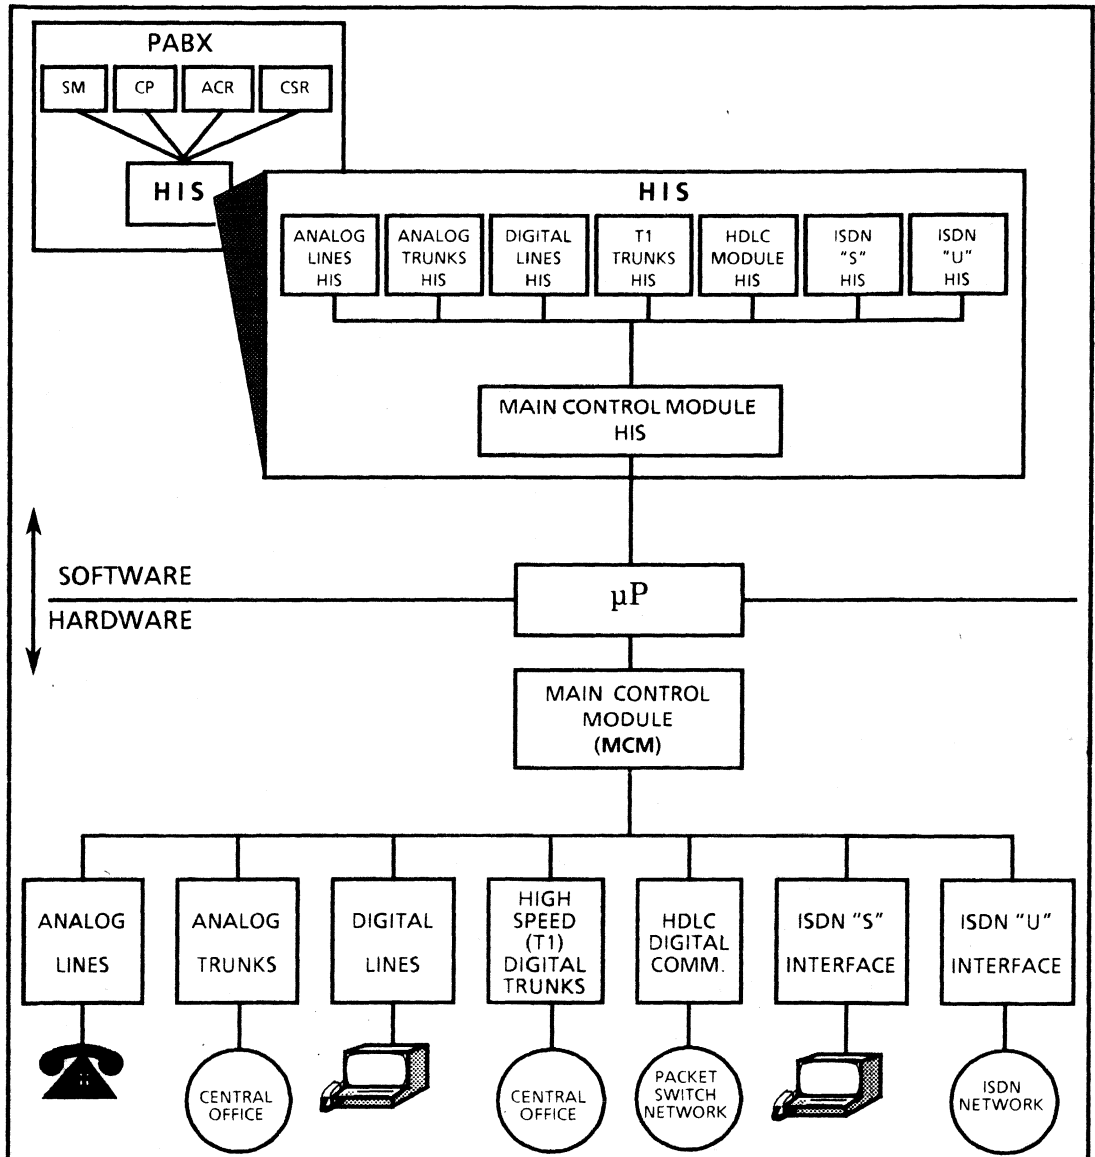 PABX
SM
CP
ACR
CSR
HIS
HIS
ANALOG
LINES
HIS
ANALOG
TRUNKS
HIS
DIGITAL
LINES
HIS
T1
TRUNKS
HIS
HDLC
MODULE
HIS
ISDN
"S"
HIS
ISDN
"U"
HIS
MAIN CONTROL MODULE
HIS
SOFTWARE
HARDWARE
µP
MAIN CONTROL
MODULE
(MCM)
ANALOG
LINES
ANALOG
TRUNKS
DIGITAL
LINES
HIGH
SPEED
(T1)
DIGITAL
TRUNKS
HDLC
DIGITAL
COMM.
ISDN "S"
INTERFACE
ISDN "U"
INTERFACE
CENTRAL
OFFICE
CENTRAL
OFFICE
PACKET
SWITCH
NETWORK
ISDN
NETWORK